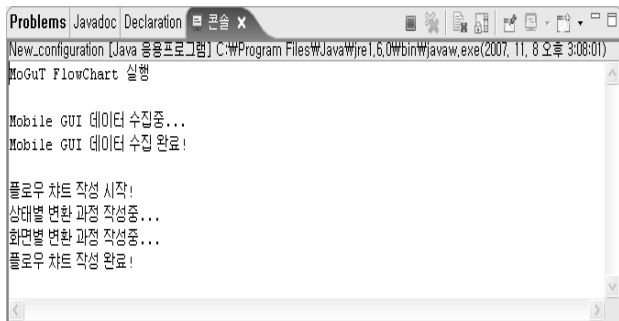 Problems Javadoc Declaration 콘솔 X
New_configuration [Java 응용프로그램] C:₩Program Files₩Java₩jre1,6,0₩bin₩javaw,exe(2007, 11, 8 오후 3:08:01)
MoGuT FlowChart 실행
Mobile GUI 데이터 수집중...
Mobile GUI 데이터 수집 완료!
플로우 챠트 작성 시작!
상태별 변환 과정 작성중...
화면별 변환 과정 작성중...
플로우 챠트 작성 완료!